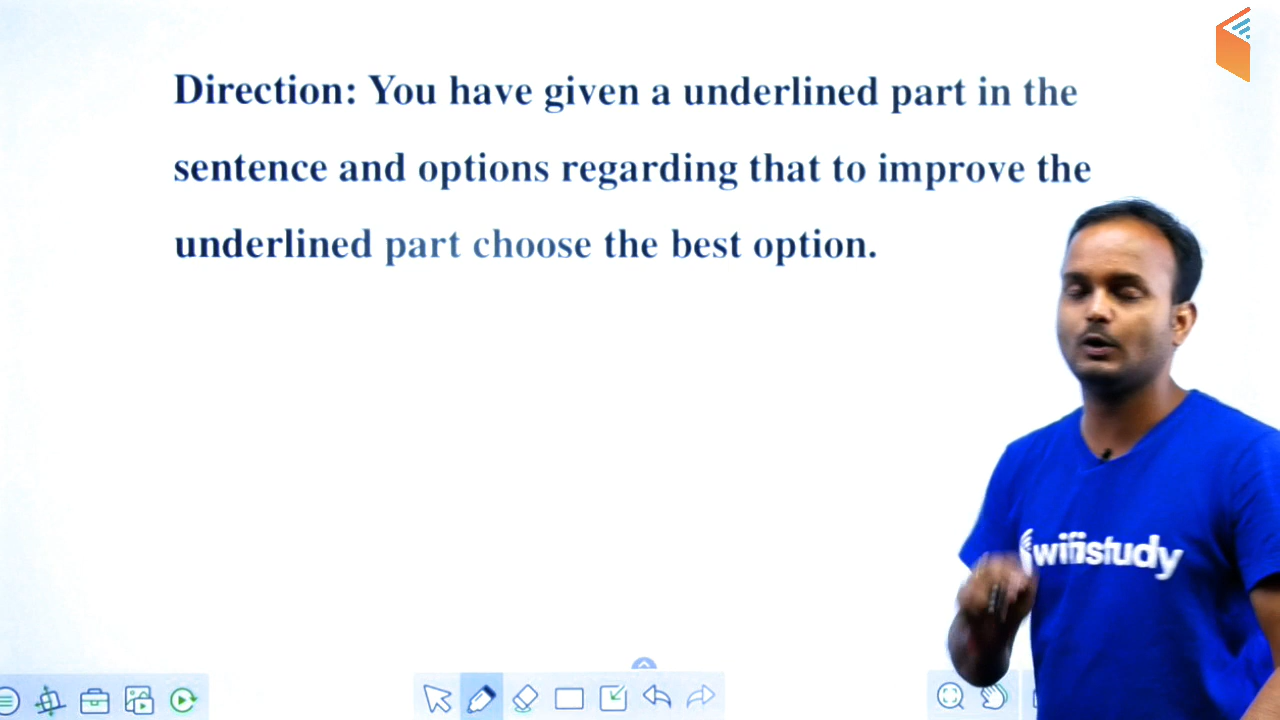 Direction: You have given a underlined part in the
sentence and options regarding that to improve the
underlined part choose the best option.
wifistudy